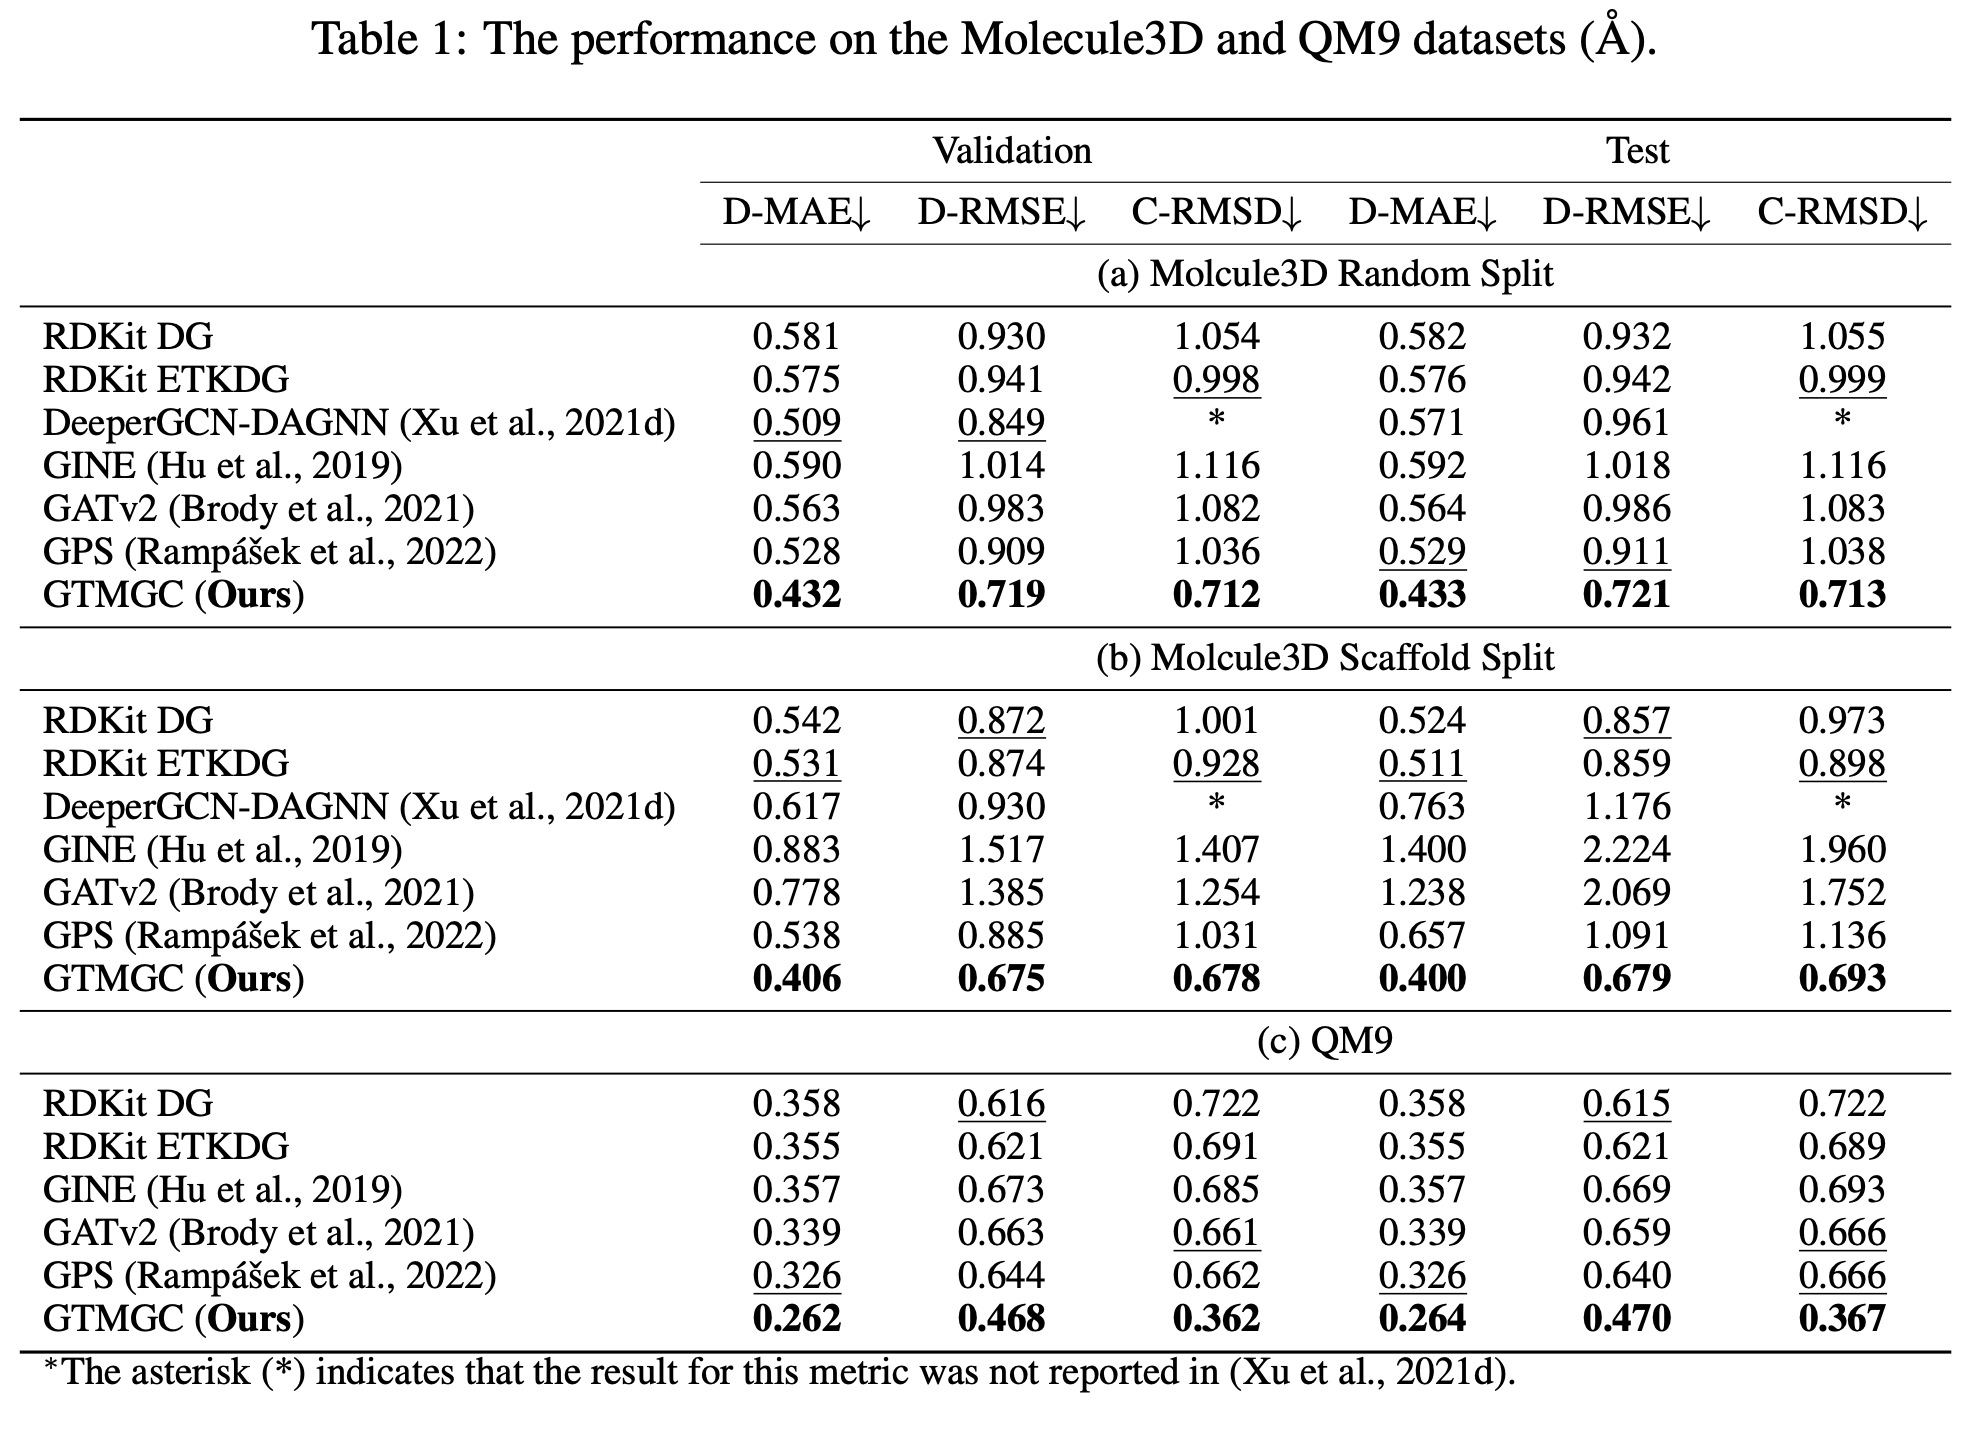 Table 1: The performance on the Molecule3D and QM9 datasets (Å).
Validation Test
D-MAE↓ D-RMSE↓ C-RMSD↓ D-MAE↓ D-RMSE↓ C-RMSD↓
(a) Molcule3D Random Split
RDKit DG 0.581 0.930 1.054 0.582 0.932 1.055
RDKit ETKDG 0.575 0.941 0.998 0.576 0.942 0.999
DeeperGCN-DAGNN (Xu et al., 2021d) 0.509 0.849 * 0.571 0.961 *
GINE (Hu et al., 2019) 0.590 1.014 1.116 0.592 1.018 1.116
GATv2 (Brody et al., 2021) 0.563 0.983 1.082 0.564 0.986 1.083
GPS (Rampášek et al., 2022) 0.528 0.909 1.036 0.529 0.911 1.038
GTMGC (Ours) 0.432 0.719 0.712 0.433 0.721 0.713
(b) Molcule3D Scaffold Split
RDKit DG 0.542 0.872 1.001 0.524 0.857 0.973
RDKit ETKDG 0.531 0.874 0.928 0.511 0.859 0.898
DeeperGCN-DAGNN (Xu et al., 2021d) 0.617 0.930 * 0.763 1.176 *
GINE (Hu et al., 2019) 0.883 1.517 1.407 1.400 2.224 1.960
GATv2 (Brody et al., 2021) 0.778 1.385 1.254 1.238 2.069 1.752
GPS (Rampášek et al., 2022) 0.538 0.885 1.031 0.657 1.091 1.136
GTMGC (Ours) 0.406 0.675 0.678 0.400 0.679 0.693
(c) QM9
RDKit DG 0.358 0.616 0.722 0.358 0.615 0.722
RDKit ETKDG 0.355 0.621 0.691 0.355 0.621 0.689
GINE (Hu et al., 2019) 0.357 0.673 0.685 0.357 0.669 0.693
GATv2 (Brody et al., 2021) 0.339 0.663 0.661 0.339 0.659 0.666
GPS (Rampášek et al., 2022) 0.326 0.644 0.662 0.326 0.640 0.666
GTMGC (Ours) 0.262 0.468 0.362 0.264 0.470 0.367
*The asterisk (*) indicates that the result for this metric was not reported in (Xu et al., 2021d).